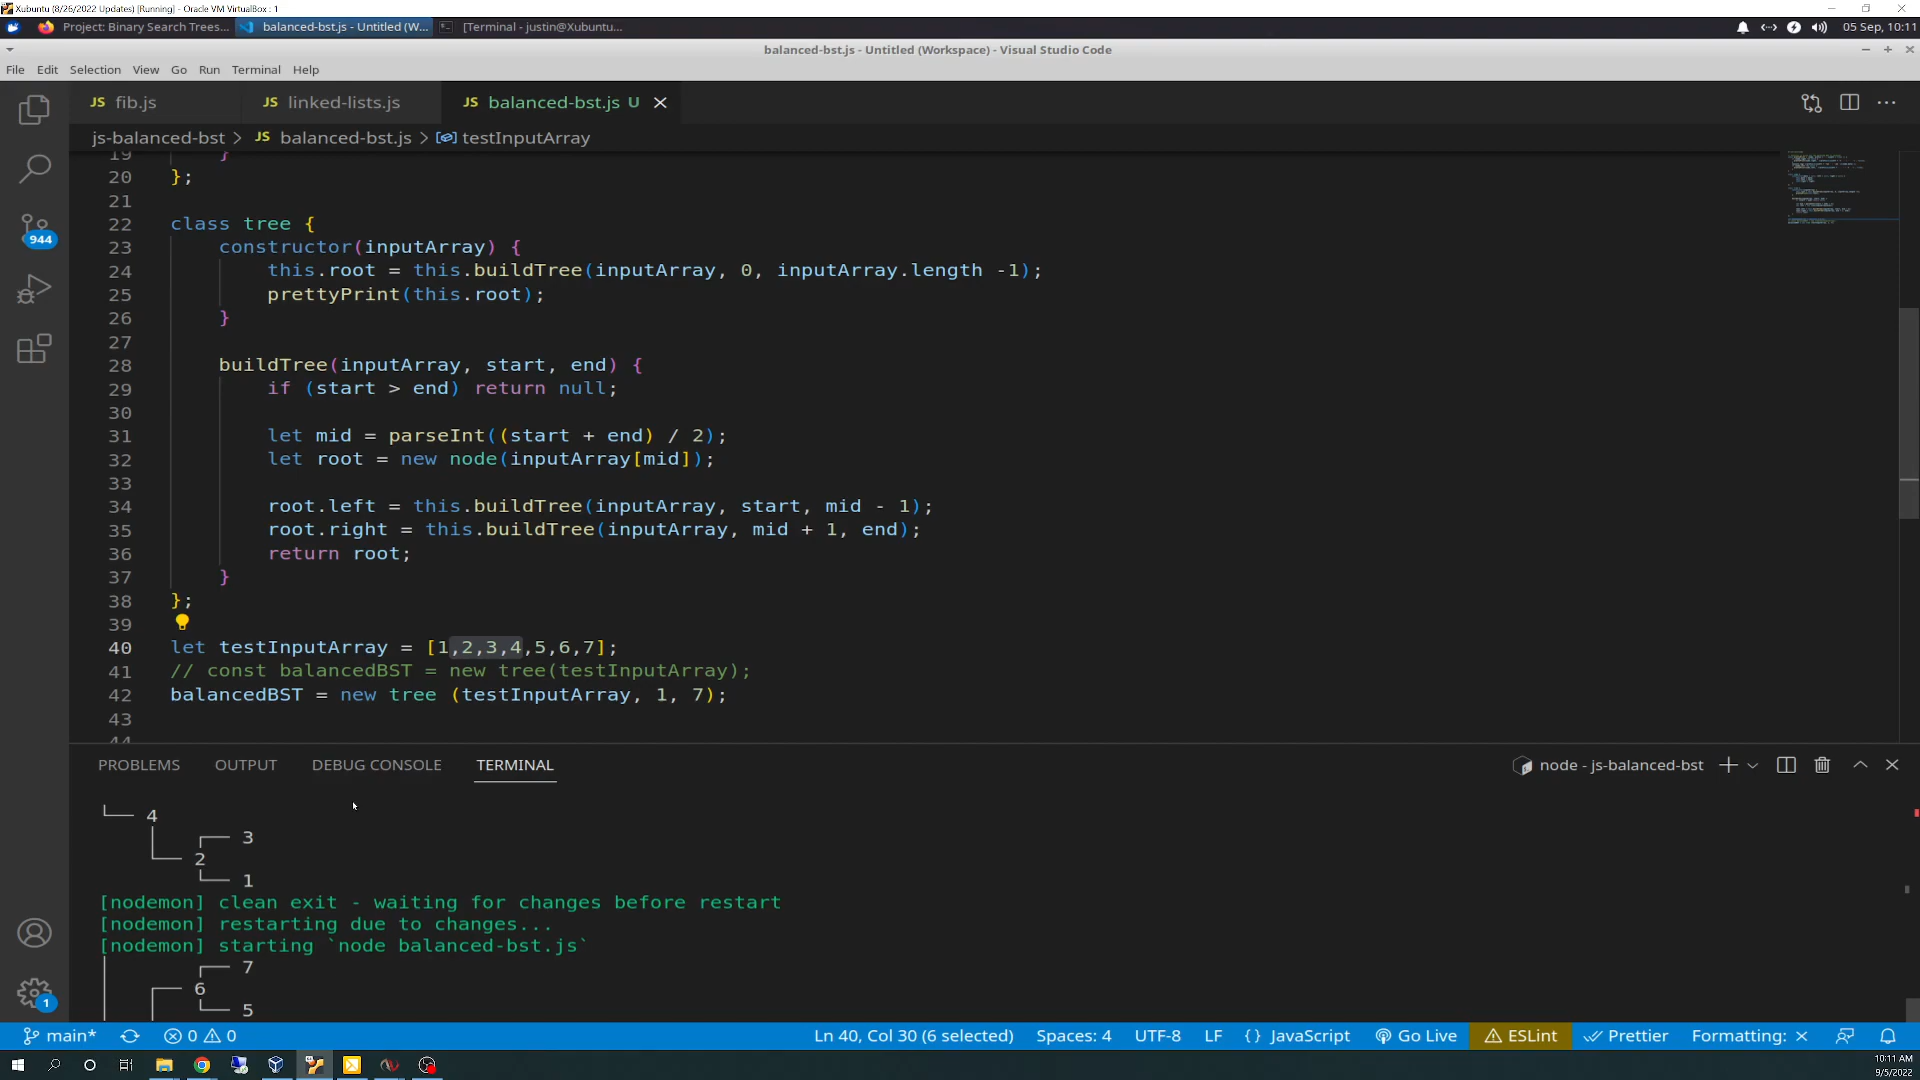 Xubuntu (8/26/2022 Updates) [Running] - Oracle VM VirtualBox : 1
Project: Binary Search Trees... balanced-bst.js - Untitled (W... [Terminal - justin@Xubuntu... 05 Sep, 10:11
balanced-bst.js - Untitled (Workspace) - Visual Studio Code
File Edit Selection View Go Run Terminal Help
JS fib.js JS linked-lists.js JS balanced-bst.js U
js-balanced-bst > JS balanced-bst.js > testInputArray
19 }
20 };
21
22 class tree {
23 constructor(inputArray) {
24 this.root = this.buildTree(inputArray, 0, inputArray.length -1);
25 prettyPrint(this.root);
26 }
27
28 buildTree(inputArray, start, end) {
29 if (start > end) return null;
30
31 let mid = parseInt((start + end) / 2);
32 let root = new node(inputArray[mid]);
33
34 root.left = this.buildTree(inputArray, start, mid - 1);
35 root.right = this.buildTree(inputArray, mid + 1, end);
36 return root;
37 }
38 };
39
40 let testInputArray = [1,2,3,4,5,6,7];
41 // const balancedBST = new tree(testInputArray);
42 balancedBST = new tree (testInputArray, 1, 7);
43
44
944
PROBLEMS OUTPUT DEBUG CONSOLE TERMINAL node - js-balanced-bst
└── 4
│ ┌── 3
└── 2
└── 1
[nodemon] clean exit - waiting for changes before restart
[nodemon] restarting due to changes...
[nodemon] starting `node balanced-bst.js`
│ ┌── 7
│ ┌── 6
│ │ └── 5
1
main* 0 0 Ln 40, Col 30 (6 selected) Spaces: 4 UTF-8 LF {} JavaScript Go Live ESLint Prettier Formatting: ×
10:11 AM
9/5/2022